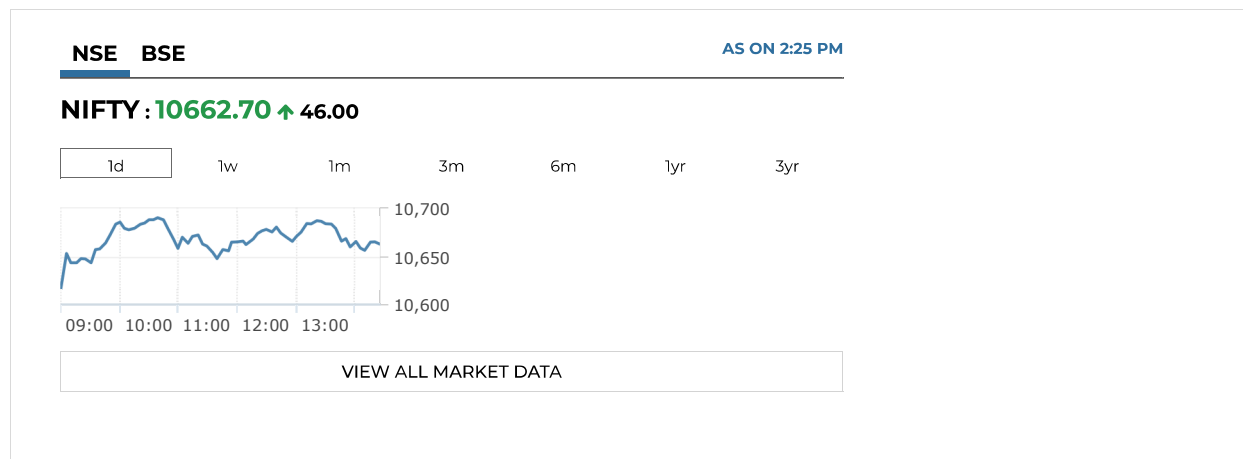 NSE BSE AS ON 2:25 PM
NIFTY : 10662.70 ↑ 46.00
1d 1w 1m 3m 6m 1yr 3yr
10,700
10,650
10,600
09:00 10:00 11:00 12:00 13:00
VIEW ALL MARKET DATA